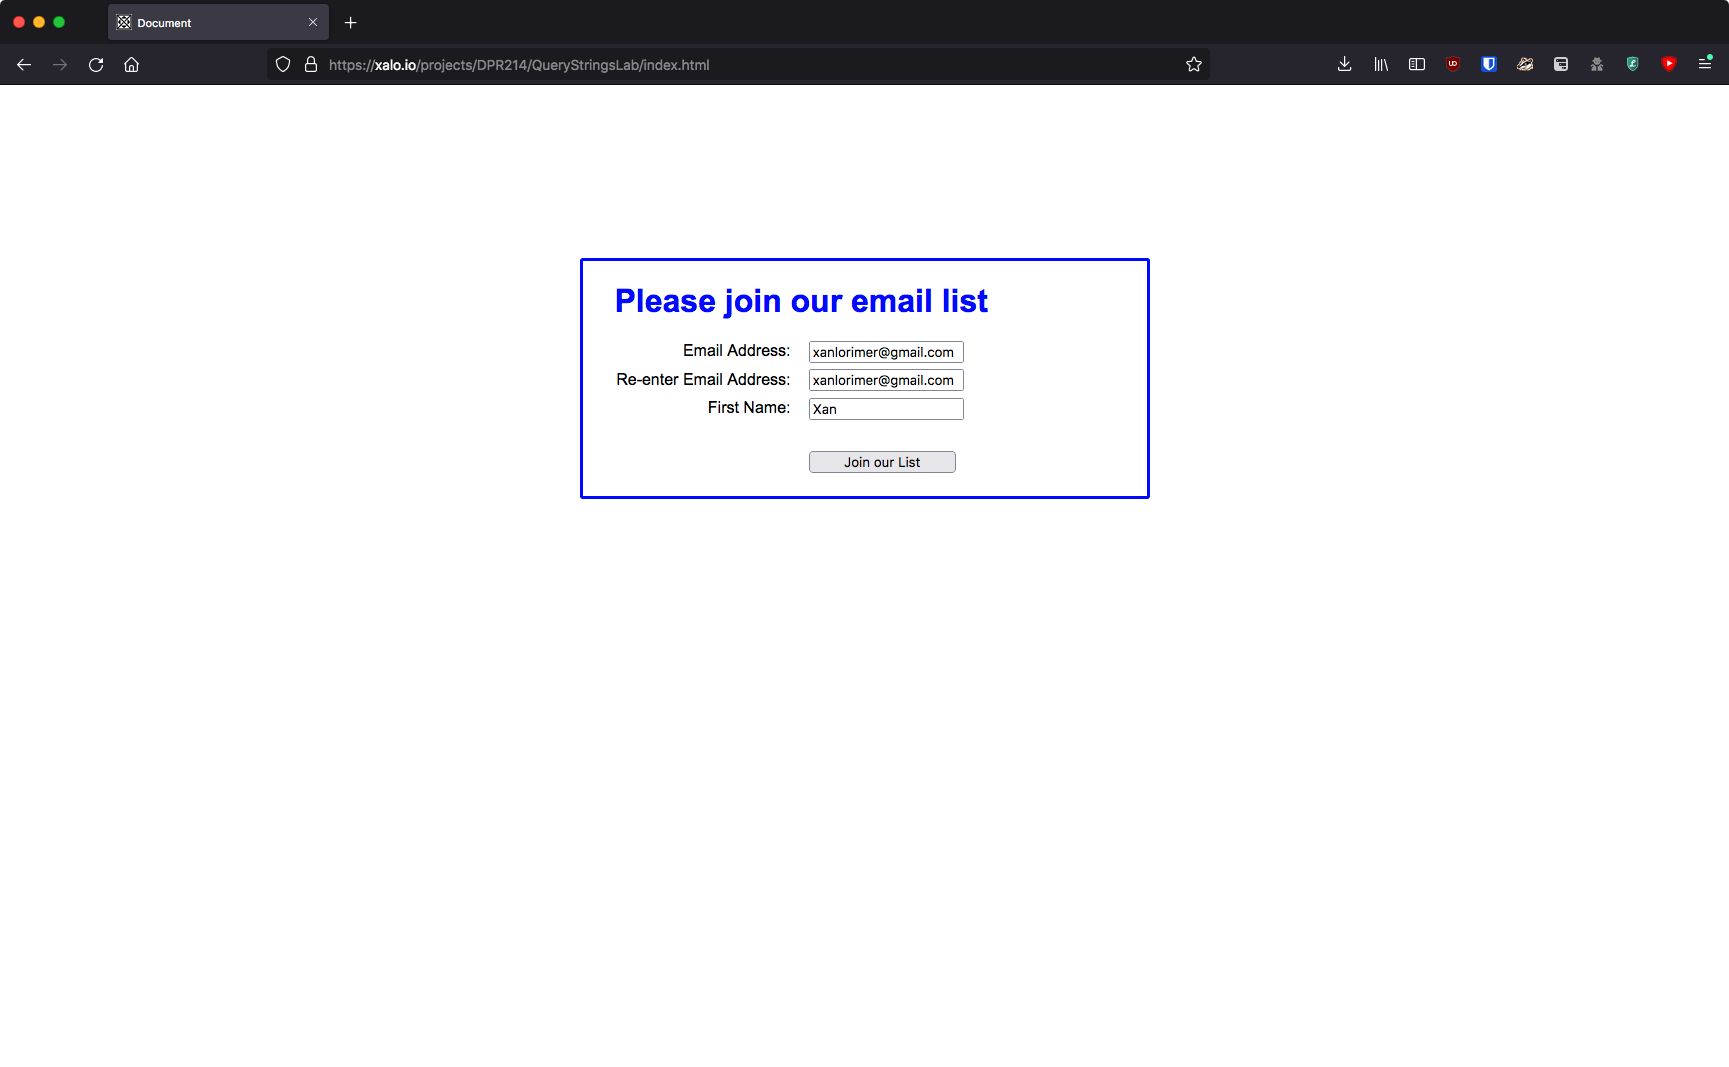 Document
https://xalo.io/projects/DPR214/QueryStringsLab/index.html
Please join our email list
Email Address: xanlorimer@gmail.com
Re-enter Email Address: xanlorimer@gmail.com
First Name: Xan
Join our List